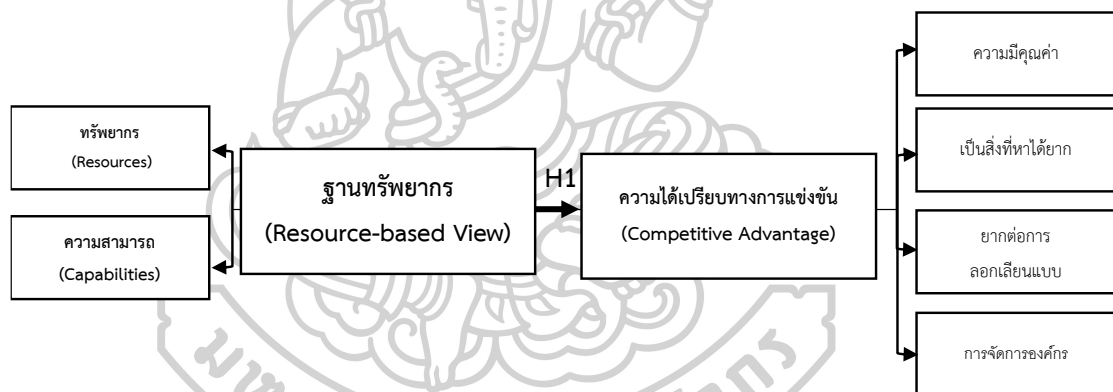 ทรัพยากร
(Resources)
ความสามารถ
(Capabilities)
ฐานทรัพยากร
(Resource-based View)
H1
ความได้เปรียบทางการแข่งขัน
(Competitive Advantage)
ความมีคุณค่า
เป็นสิ่งที่หาได้ยาก
ยากต่อการ
ลอกเลียนแบบ
การจัดการองค์กร